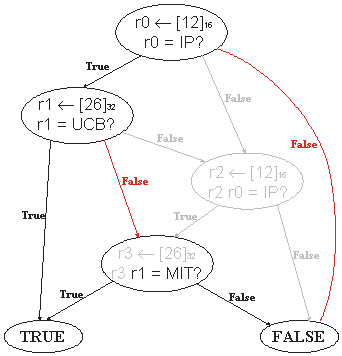 r0 ← [12]16
r0 = IP?
True
r1 ← [26]32
r1 = UCB?
False
False
False
r2 ← [12]16
r2 r0 = IP?
False
True
True
r3 ← [26]32
r3 r1 = MIT?
False
True
False
TRUE
FALSE